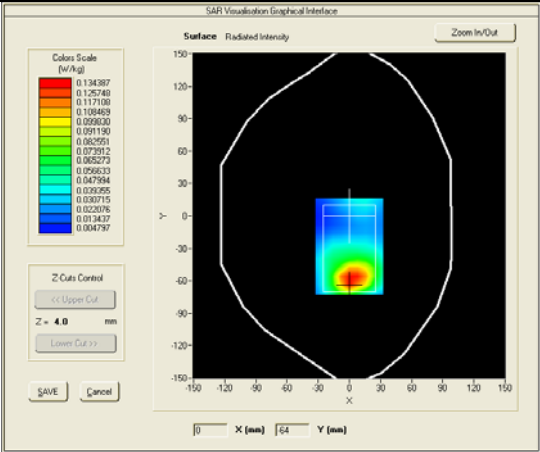 SAR Visualisation Graphical Interface
Surface Radiated Intensity
Zoom In/Out
Colors Scale
(W/kg)
0.134387
0.125748
0.117108
0.108469
0.099830
0.091190
0.082551
0.073912
0.065273
0.056633
0.047994
0.039355
0.030715
0.022076
0.013437
0.004797
Z-Cuts Control
<< Upper Cut
Z = 4.0 mm
Lower Cut >>
SAVE
Cancel
150
120
90
60
30
0
-30
-60
-90
-120
-150
Y
-150 -120 -90 -60 -30 0 30 60 90 120 150
X
0 X (mm) -64 Y (mm)